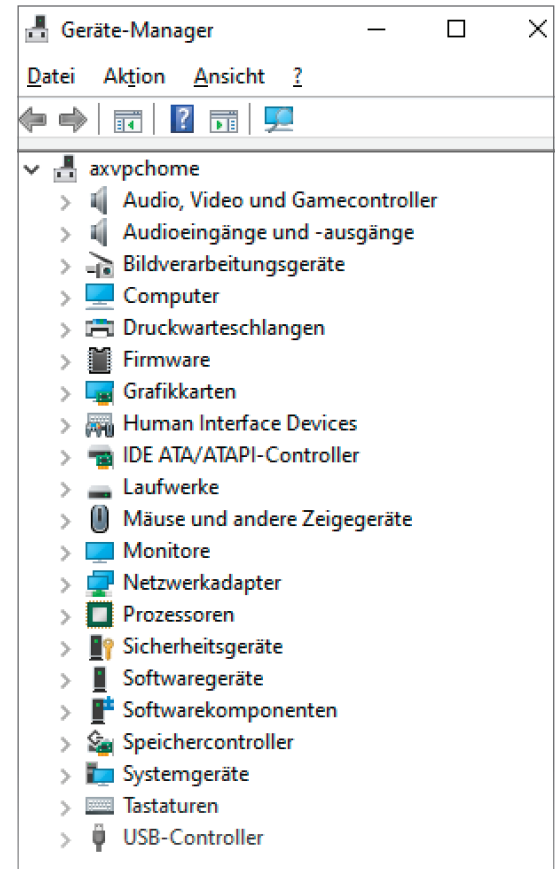 Geräte-Manager
Datei Aktion Ansicht ?
axvpchome
Audio, Video und Gamecontroller
Audioeingänge und -ausgänge
Bildverarbeitungsgeräte
Computer
Druckwarteschlangen
Firmware
Grafikkarten
Human Interface Devices
IDE ATA/ATAPI-Controller
Laufwerke
Mäuse und andere Zeigegeräte
Monitore
Netzwerkadapter
Prozessoren
Sicherheitsgeräte
Softwaregeräte
Softwarekomponenten
Speichercontroller
Systemgeräte
Tastaturen
USB-Controller